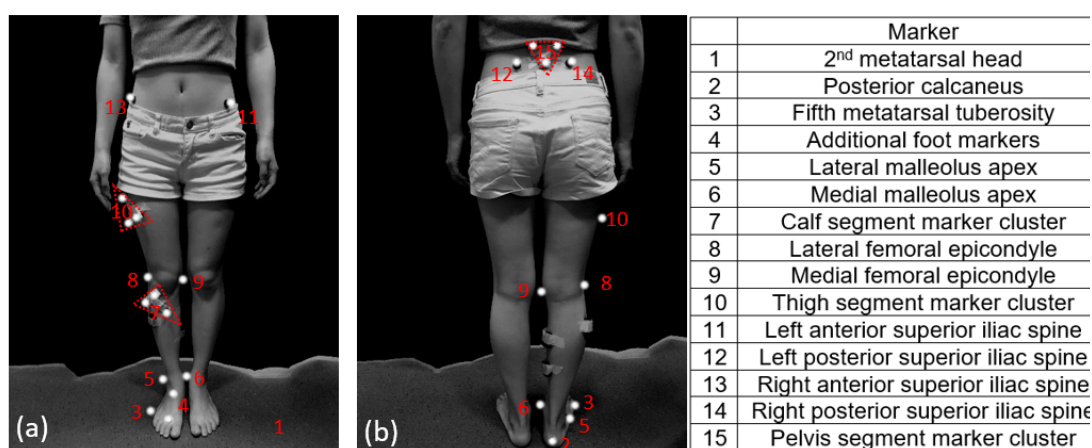 13
11
10
8
9
7
5
6
3
4
1
(a)
15
12
14
10
9
8
6
3
5
2
(b)
Marker
1 2nd metatarsal head
2 Posterior calcaneus
3 Fifth metatarsal tuberosity
4 Additional foot markers
5 Lateral malleolus apex
6 Medial malleolus apex
7 Calf segment marker cluster
8 Lateral femoral epicondyle
9 Medial femoral epicondyle
10 Thigh segment marker cluster
11 Left anterior superior iliac spine
12 Left posterior superior iliac spine
13 Right anterior superior iliac spine
14 Right posterior superior iliac spine
15 Pelvis segment marker cluster